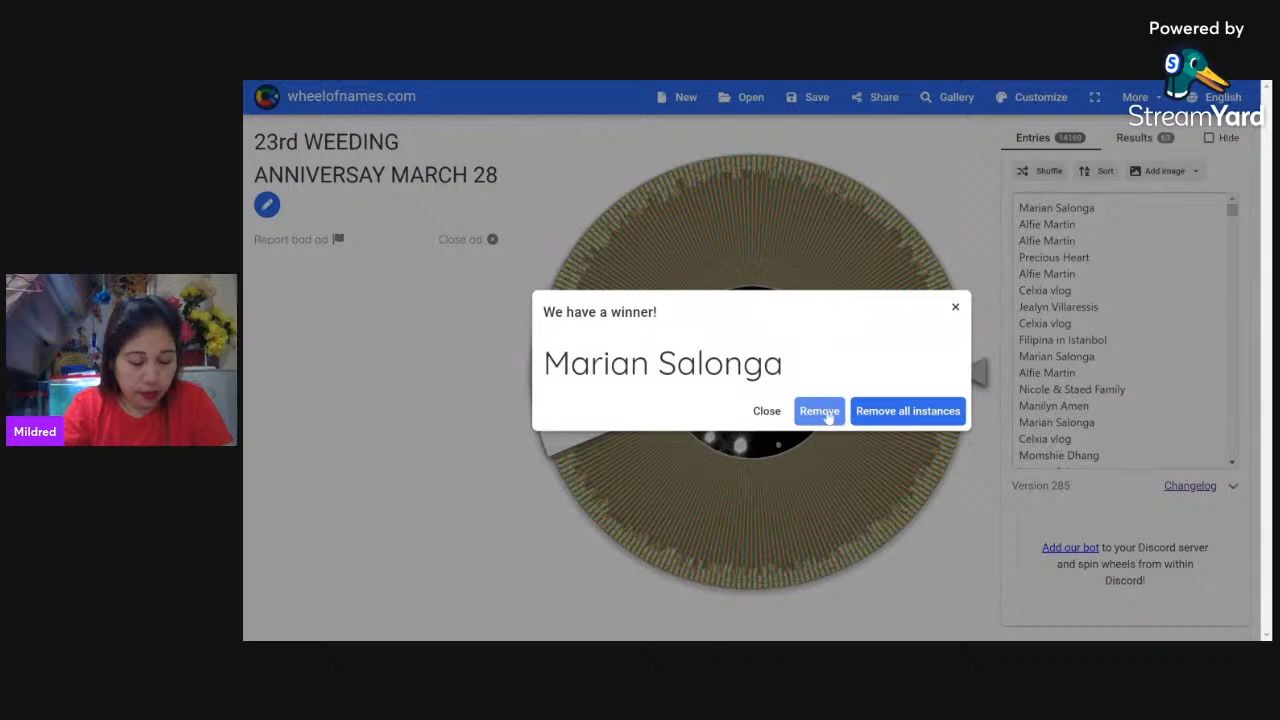 Powered by
StreamYard
wheelofnames.com
New
Open
Save
Share
Gallery
Customize
More
English
23rd WEEDING
ANNIVERSAY MARCH 28
Report bad ad
Close ad
Entries 14169
Results 63
Hide
Shuffle
Sort
Add image
Marian Salonga
Alfie Martin
Alfie Martin
Precious Heart
Alfie Martin
Celxia vlog
Jealyn Villaressis
Celxia vlog
Filipina in Istanbol
Marian Salonga
Alfie Martin
Nicole & Staed Family
Manilyn Amen
Marian Salonga
Celxia vlog
Momshie Dhang
Version 285
Changelog
Add our bot to your Discord server
and spin wheels from within
Discord!
We have a winner!
Marian Salonga
Close
Remove
Remove all instances
Mildred